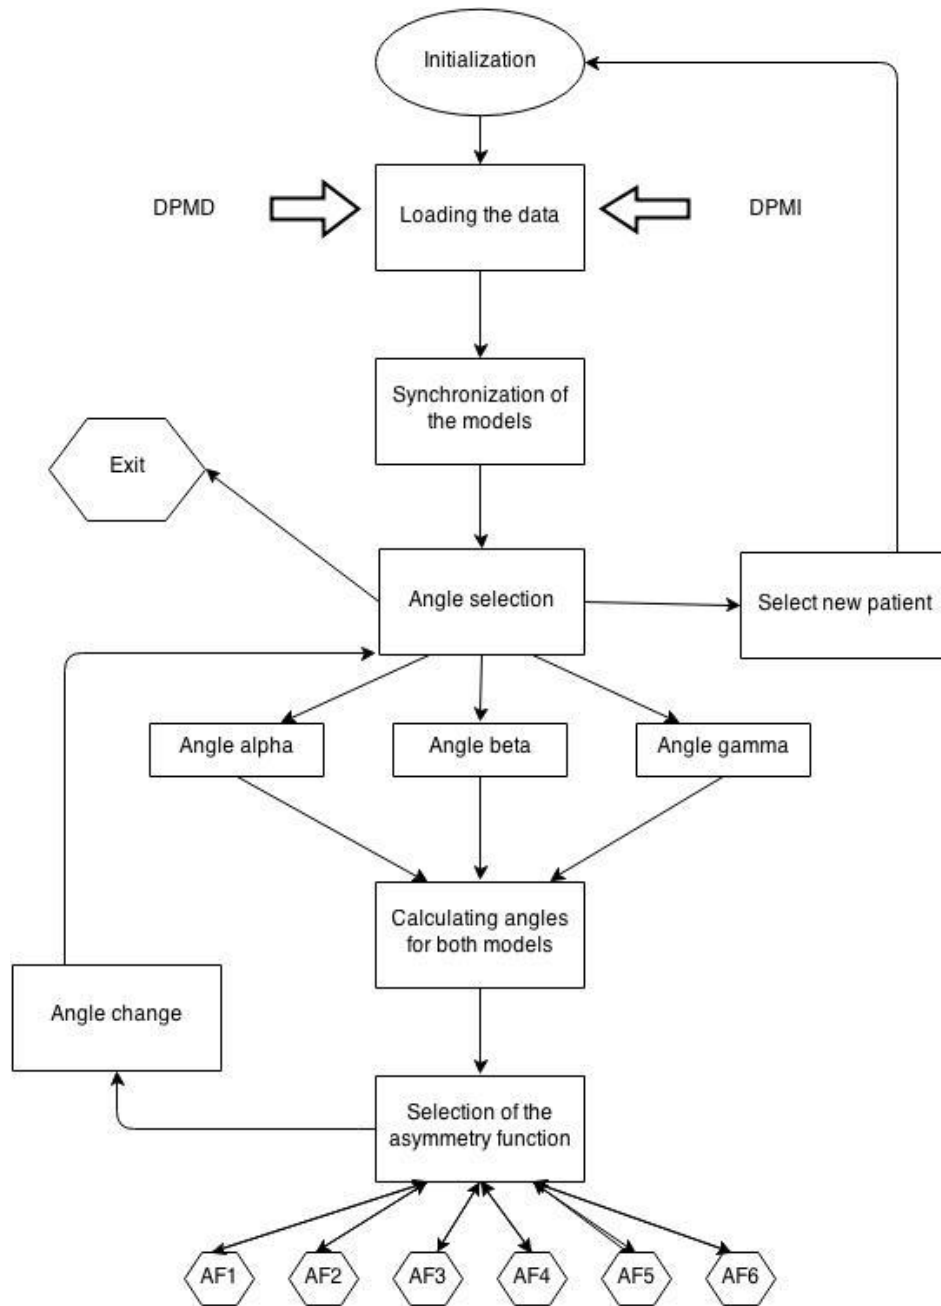 Initialization
DPMD
Loading the data
DPMI
Synchronization of
the models
Exit
Angle selection
Select new patient
Angle alpha
Angle beta
Angle gamma
Calculating angles
for both models
Angle change
Selection of the
asymmetry function
AF1
AF2
AF3
AF4
AF5
AF6